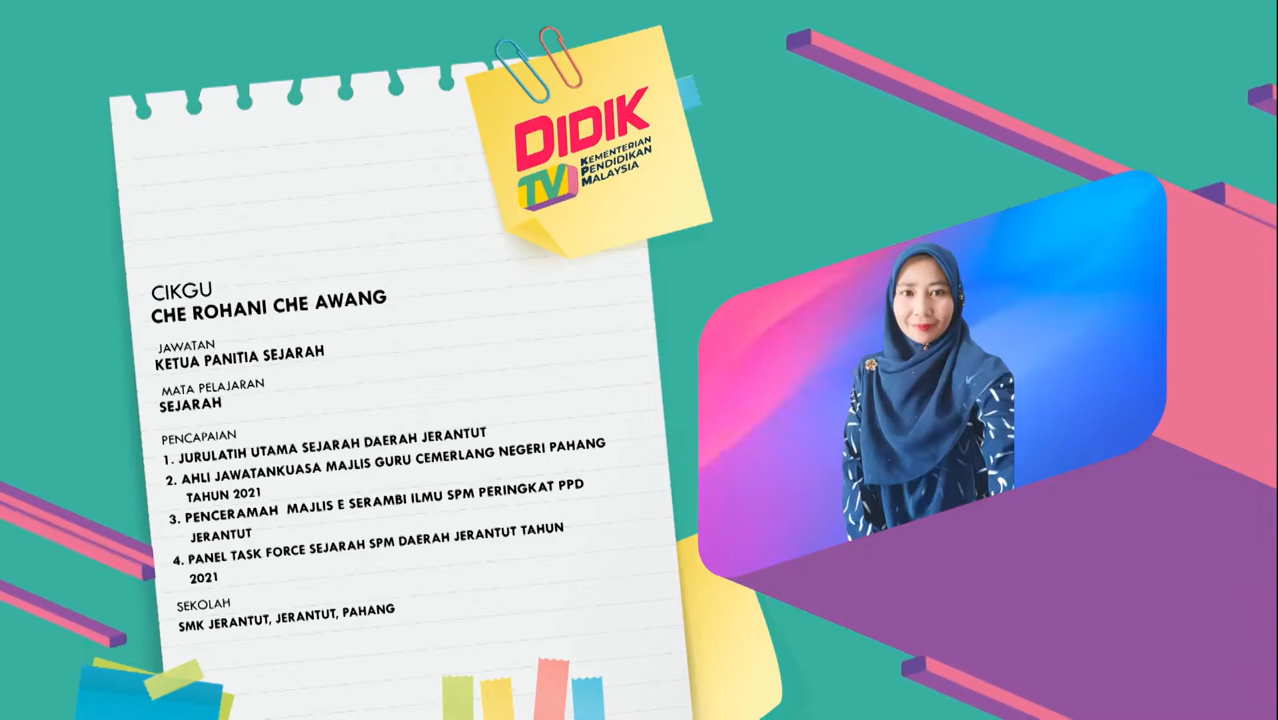 DIDIK
TV
KEMENTERIAN
PENDIDIKAN
MALAYSIA
CIKGU
CHE ROHANI CHE AWANG
JAWATAN
KETUA PANITIA SEJARAH
MATA PELAJARAN
SEJARAH
PENCAPAIAN
1. JURULATIH UTAMA SEJARAH DAERAH JERANTUT
2. AHLI JAWATANKUASA MAJLIS GURU CEMERLANG NEGERI PAHANG
TAHUN 2021
3. PENCERAMAH MAJLIS E SERAMBI ILMU SPM PERINGKAT PPD
JERANTUT
4. PANEL TASK FORCE SEJARAH SPM DAERAH JERANTUT TAHUN
2021
SEKOLAH
SMK JERANTUT, JERANTUT, PAHANG